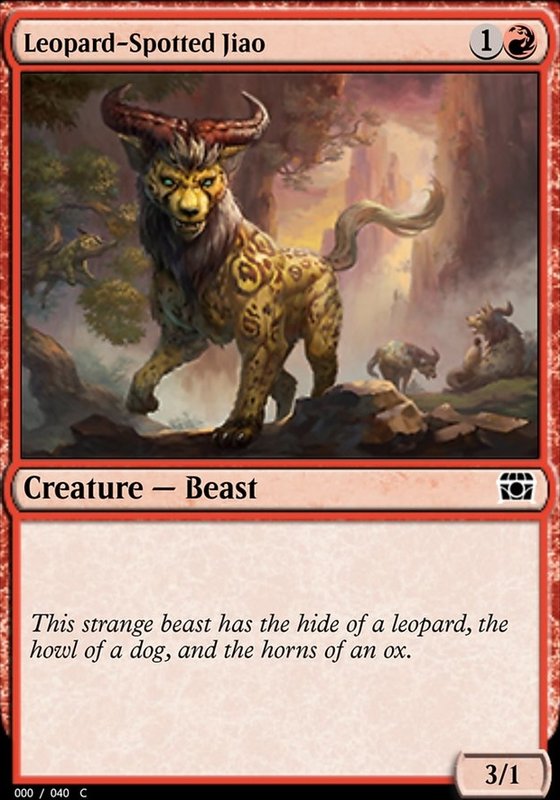 Leopard-Spotted Jiao
1
Creature — Beast
This strange beast has the hide of a leopard, the
howl of a dog, and the horns of an ox.
3/1
000 / 040 C